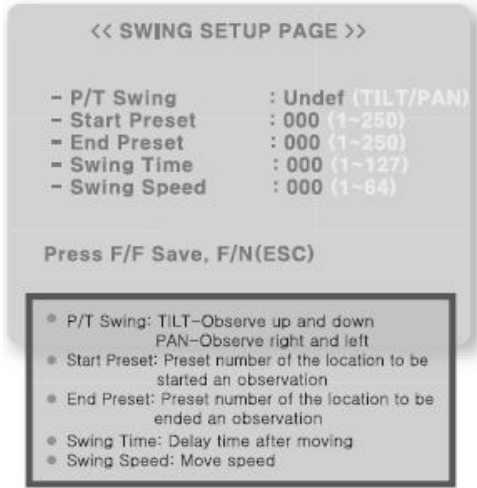 << SWING SETUP PAGE >>
- P/T Swing : Undef (TILT/PAN)
- Start Preset : 000 (1~250)
- End Preset : 000 (1~250)
- Swing Time : 000 (1~127)
- Swing Speed : 000 (1~64)
Press F/F Save, F/N(ESC)
• P/T Swing: TILT-Observe up and down
PAN-Observe right and left
• Start Preset: Preset number of the location to be
started an observation
• End Preset: Preset number of the location to be
ended an observation
• Swing Time: Delay time after moving
• Swing Speed: Move speed